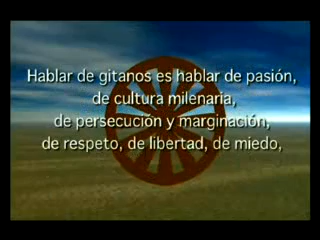 Hablar de gitanos es hablar de pasión,
de cultura milenaria,
de persecución y marginación,
de respeto, de libertad, de miedo,